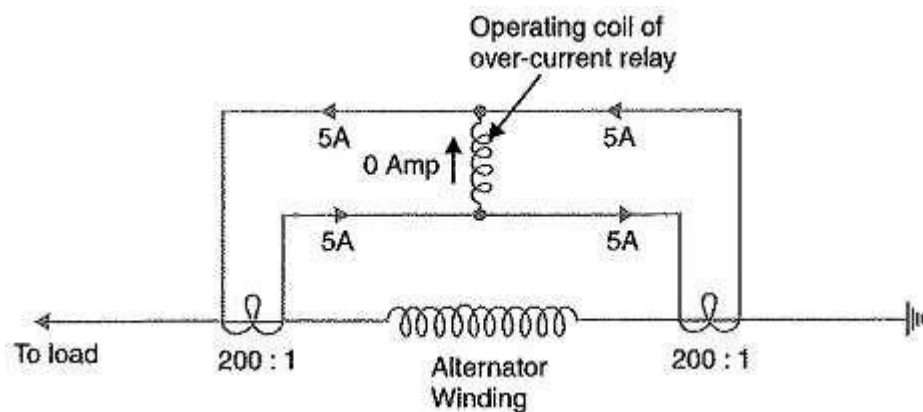 Operating coil of
over-current relay
5A
5A
0 Amp
5A
5A
To load
200 : 1
Alternator
Winding
200 : 1